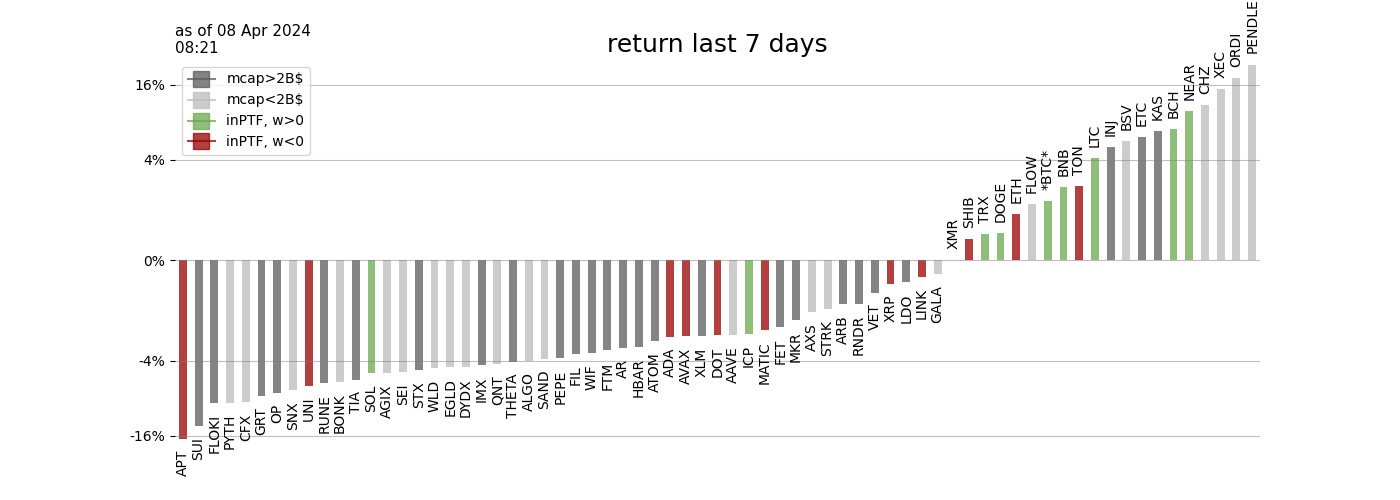 as of 08 Apr 2024
08:21
return last 7 days
mcap>2B$
mcap<2B$
inPTF, w>0
inPTF, w<0
16%
4%
0%
-4%
-16%
APT
SUI
FLOKI
PYTH
CFX
GRT
OP
SNX
UNI
RUNE
BONK
TIA
SOL
AGIX
SEI
STX
WLD
EGLD
DYDX
IMX
QNT
THETA
ALGO
SAND
PEPE
FIL
WIF
FTM
AR
HBAR
ATOM
ADA
AVAX
XLM
DOT
AAVE
ICP
MATIC
FET
MKR
AXS
STRK
ARB
RNDR
VET
XRP
LDO
LINK
GALA
XMR
SHIB
TRX
DOGE
ETH
FLOW
*BTC*
BNB
TON
LTC
INJ
BSV
ETC
KAS
BCH
NEAR
CHZ
XEC
ORDI
PENDLE